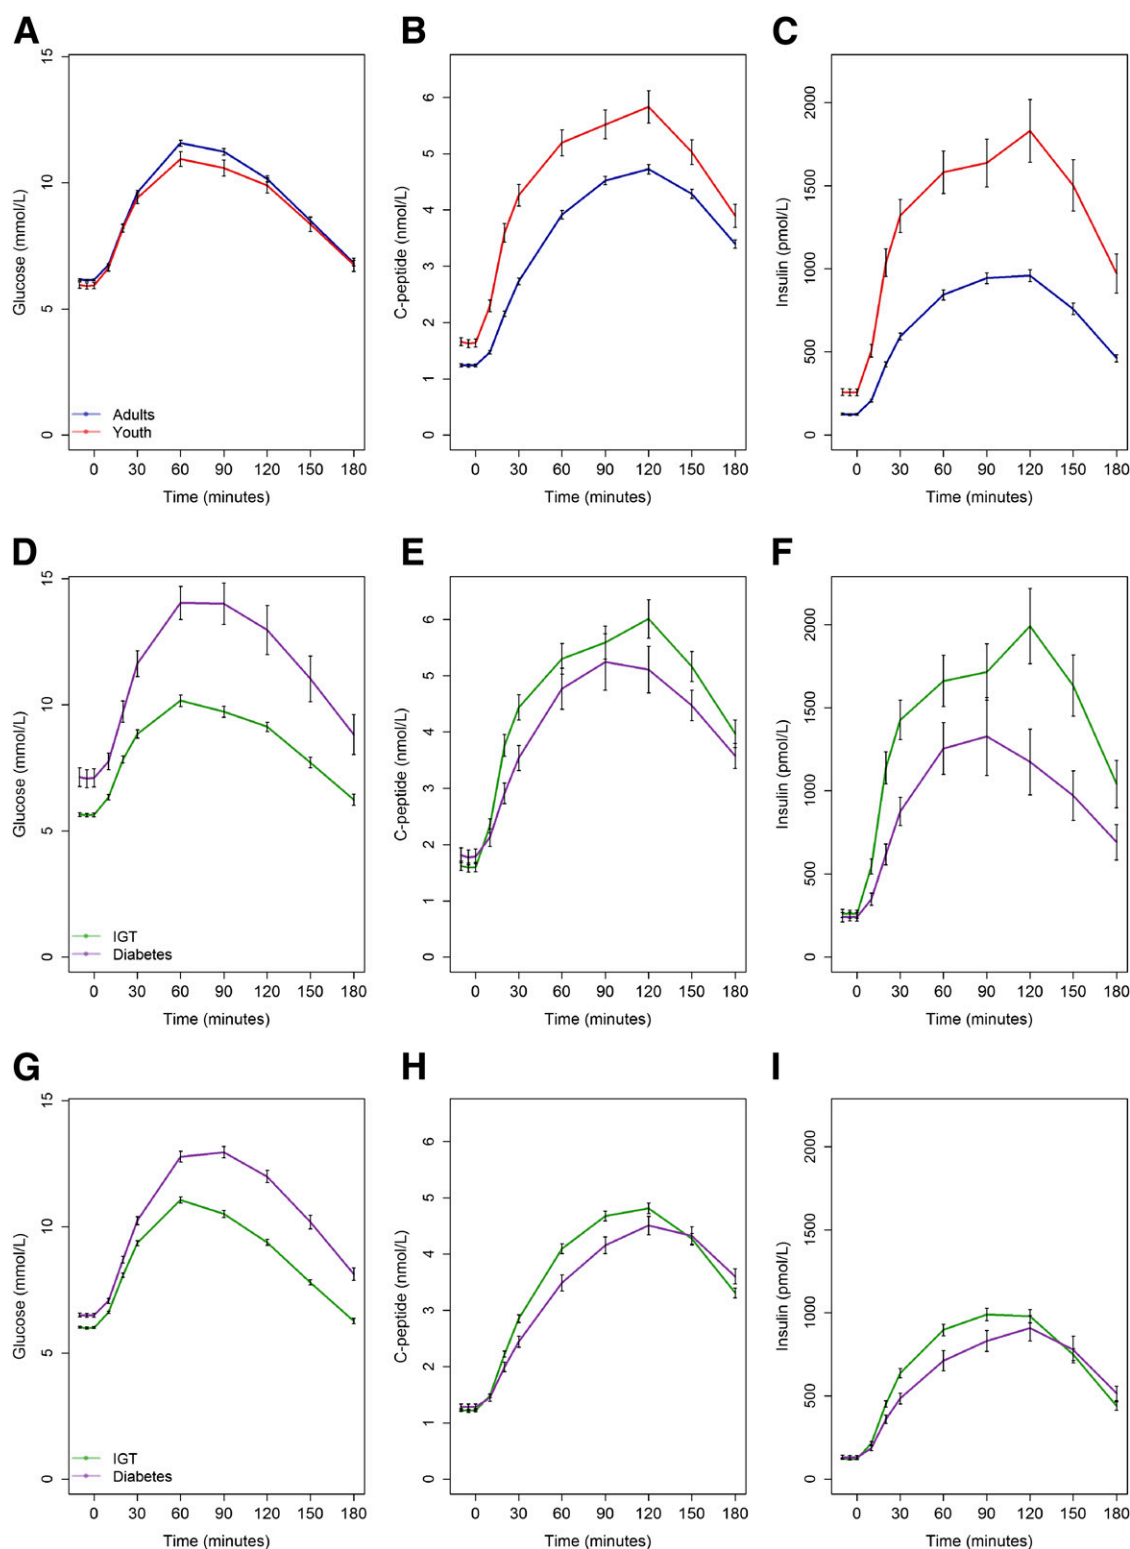 A
B
C
Glucose (mmol/L)
15
10
5
0
Adults
Youth
0 30 60 90 120 150 180
Time (minutes)
C-peptide (nmol/L)
6
5
4
3
2
1
0
0 30 60 90 120 150 180
Time (minutes)
Insulin (pmol/L)
2000
1500
1000
500
0
0 30 60 90 120 150 180
Time (minutes)
D
E
F
Glucose (mmol/L)
15
10
5
0
IGT
Diabetes
0 30 60 90 120 150 180
Time (minutes)
C-peptide (nmol/L)
6
5
4
3
2
1
0
0 30 60 90 120 150 180
Time (minutes)
Insulin (pmol/L)
2000
1500
1000
500
0
0 30 60 90 120 150 180
Time (minutes)
G
H
I
Glucose (mmol/L)
15
10
5
0
IGT
Diabetes
0 30 60 90 120 150 180
Time (minutes)
C-peptide (nmol/L)
6
5
4
3
2
1
0
0 30 60 90 120 150 180
Time (minutes)
Insulin (pmol/L)
2000
1500
1000
500
0
0 30 60 90 120 150 180
Time (minutes)